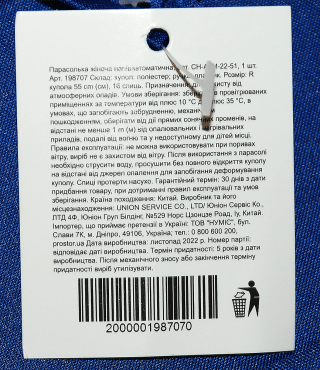 Парасолька жіноча напівавтоматична, арт. CH-A M-22-51, 1 шт.
Арт. 198707 Склад: купол: поліестер; ручка: пластик. Розмір: R
купола 55 cm (см), 16 спиць. Призначення: для захисту від
атмосферних опадів. Умови зберігання: зберігати в провітрюваних
приміщеннях за температури від плюс 10 °С до плюс 35 °С, в
умовах, що запобігають забрудненню, механічним
пошкодженням, оберігати від дії прямих сонячних променів, на
відстані не менше 1 m (м) від опалювальних і нагрівальних
приладів, подалі від вогню та у недоступному для дітей місці.
Правила експлуатації: не можна використовувати при поривах
вітру, виріб не є захистом від вітру. Після використання з парасолі
необхідно струсити воду, просушити без повного відкриття куполу
на відстані від джерел опалення для запобігання деформування
куполу. Спиці протерти насухо. Гарантійний термін: 30 днів з дати
придбання товару, при дотриманні правил експлуатації та умов
зберігання. Країна походження: Китай. Виробник та його
місцезнаходження: UNION SERVICE CO., LTD/ Юніон Сервіс Ко.,
ЛТД 4Ф, Юніон Груп Білдінг, №529 Норс Цзонцзе Роад, Іу, Китай.
Імпортер, що приймає претензії в Україні: ТОВ "НУМІС", бул.
Слави 7К, м. Дніпро, 49106, Україна; тел.: 0 800 600 200,
prostor.ua Дата виробництва: листопад 2022 р. Номер партії:
відповідає даті виробництва. Термін придатності: 5 років з дати
виробництва. Після механічного зносу або закінчення терміну
придатності виріб утилізувати.
2000001987070